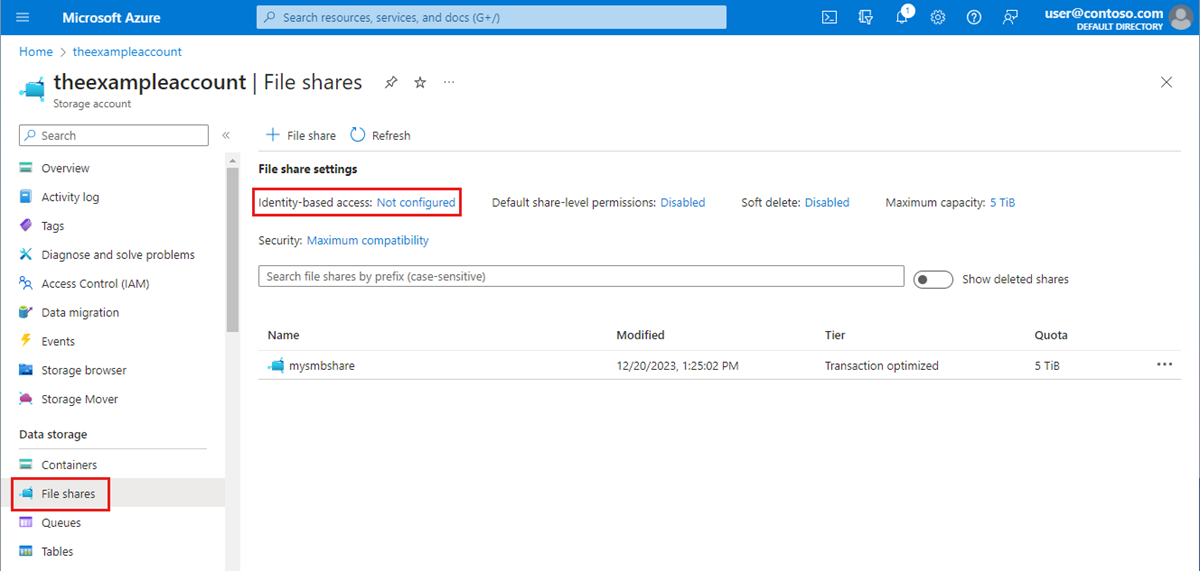 Microsoft Azure
Search resources, services, and docs (G+/)
1
user@contoso.com
DEFAULT DIRECTORY
Home > theexampleaccount
theexampleaccount | File shares
Storage account
Search
«
Overview
Activity log
Tags
Diagnose and solve problems
Access Control (IAM)
Data migration
Events
Storage browser
Storage Mover
Data storage
Containers
File shares
Queues
Tables
+ File share
Refresh
File share settings
Identity-based access: Not configured
Default share-level permissions: Disabled
Soft delete: Disabled
Maximum capacity: 5 TiB
Security: Maximum compatibility
Search file shares by prefix (case-sensitive)
Show deleted shares
Name Modified Tier Quota
mysmbshare 12/20/2023, 1:25:02 PM Transaction optimized 5 TiB